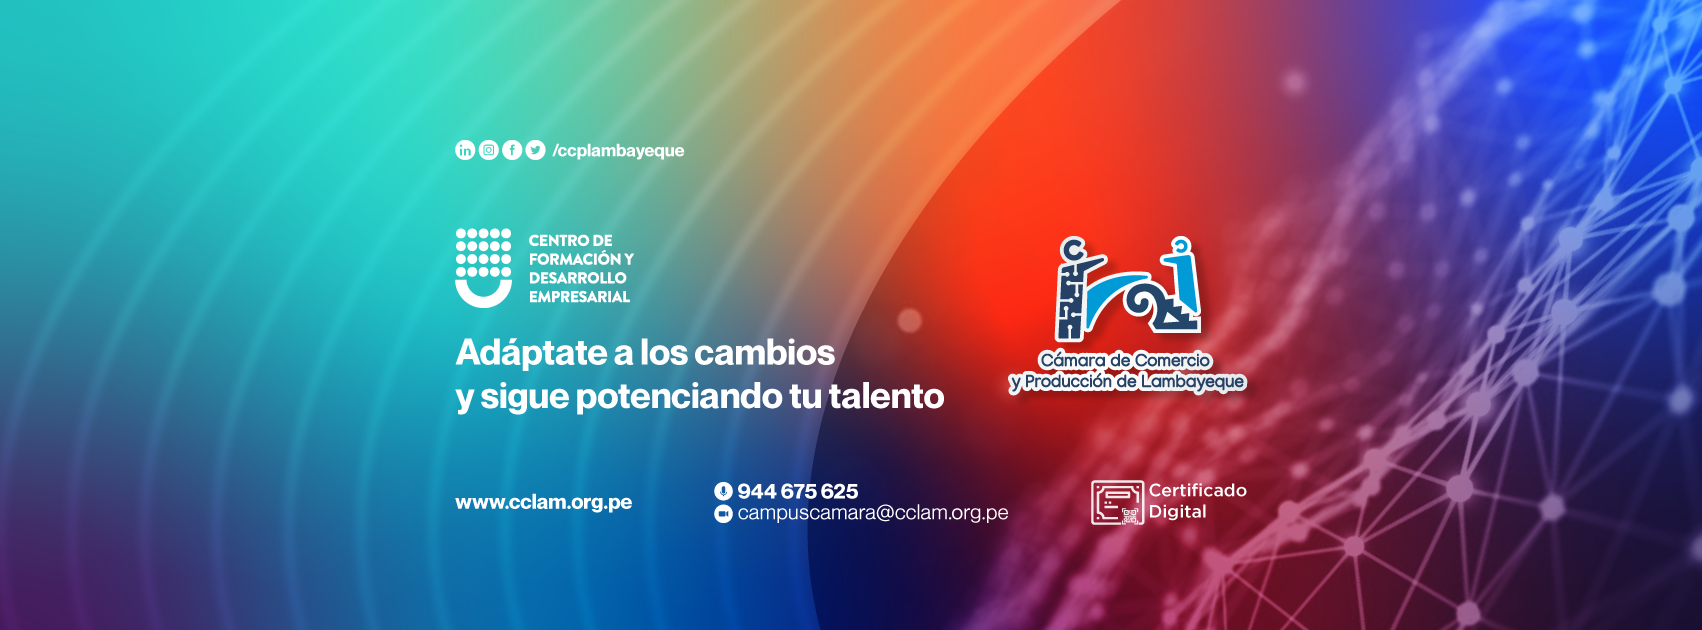 /ccplambayeque
CENTRO DE
FORMACIÓN Y
DESARROLLO
EMPRESARIAL
Adáptate a los cambios
y sigue potenciando tu talento
Cámara de Comercio
y Producción de Lambayeque
www.cclam.org.pe
944 675 625
campuscamara@cclam.org.pe
Certificado
Digital